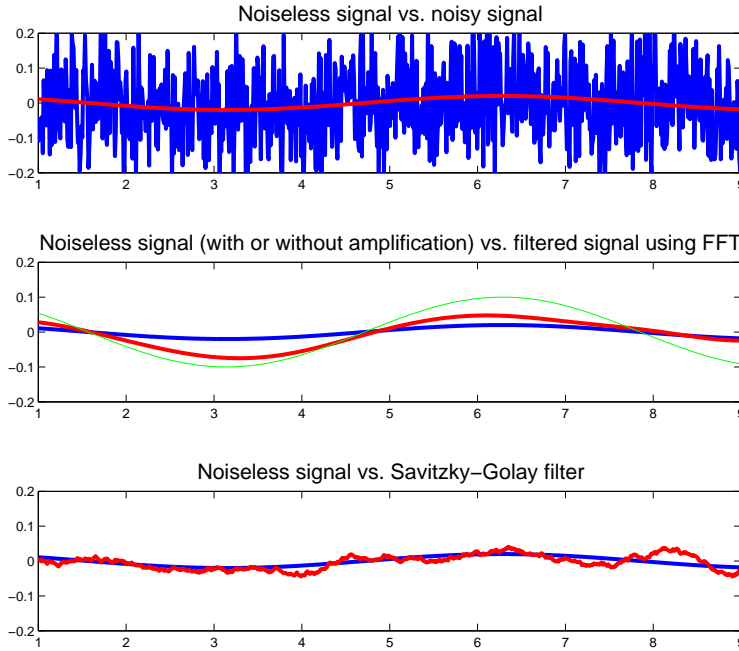 Noiseless signal vs. noisy signal
0.2
0.1
0
−0.1
−0.2
1 2 3 4 5 6 7 8 9
Noiseless signal (with or without amplification) vs. filtered signal using FFT
0.2
0.1
0
−0.1
−0.2
1 2 3 4 5 6 7 8 9
Noiseless signal vs. Savitzky−Golay filter
0.2
0.1
0
−0.1
−0.2
1 2 3 4 5 6 7 8 9